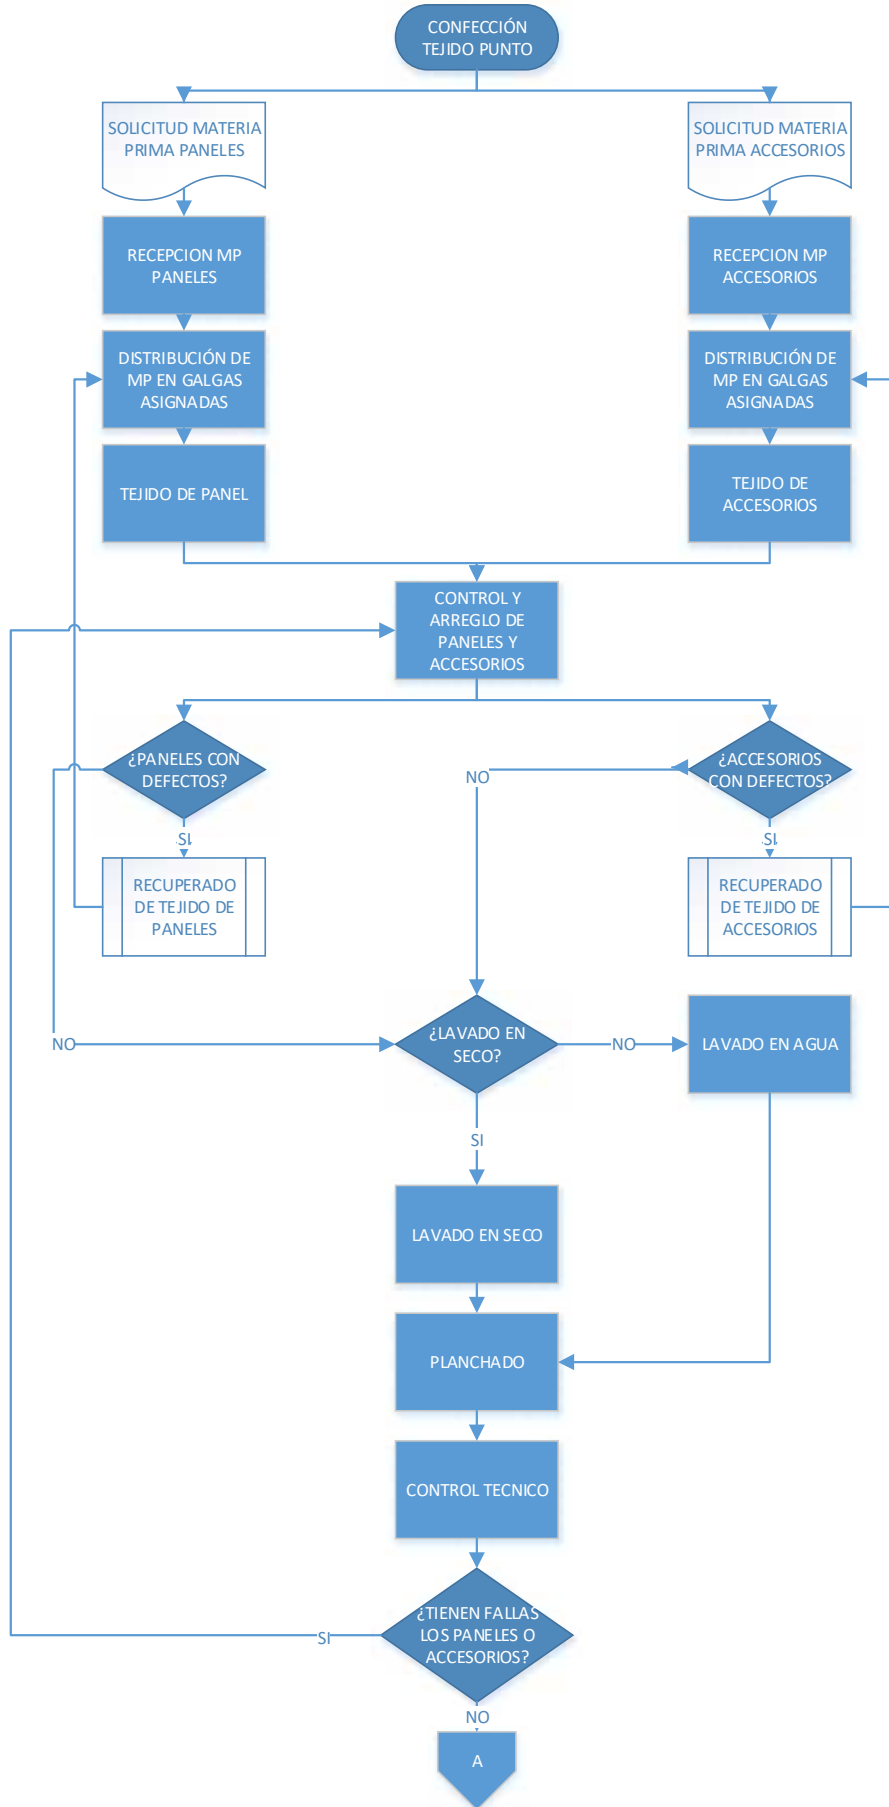 CONFECCIÓN
TEJIDO PUNTO
SOLICITUD MATERIA
PRIMA PANELES
SOLICITUD MATERIA
PRIMA ACCESORIOS
RECEPCION MP
PANELES
RECEPCION MP
ACCESORIOS
DISTRIBUCIÓN DE
MP EN GALGAS
ASIGNADAS
DISTRIBUCIÓN DE
MP EN GALGAS
ASIGNADAS
TEJIDO DE PANEL
TEJIDO DE
ACCESORIOS
CONTROL Y
ARREGLO DE
PANELES Y
ACCESORIOS
¿PANELES CON
DEFECTOS?
¿ACCESORIOS
CON DEFECTOS?
NO
SI
SI
RECUPERADO
DE TEJIDO DE
PANELES
RECUPERADO
DE TEJIDO DE
ACCESORIOS
NO
¿LAVADO EN
SECO?
NO
LAVADO EN AGUA
SI
LAVADO EN SECO
PLANCHADO
CONTROL TECNICO
¿TIENEN FALLAS
LOS PANELES O
ACCESORIOS?
SI
NO
A